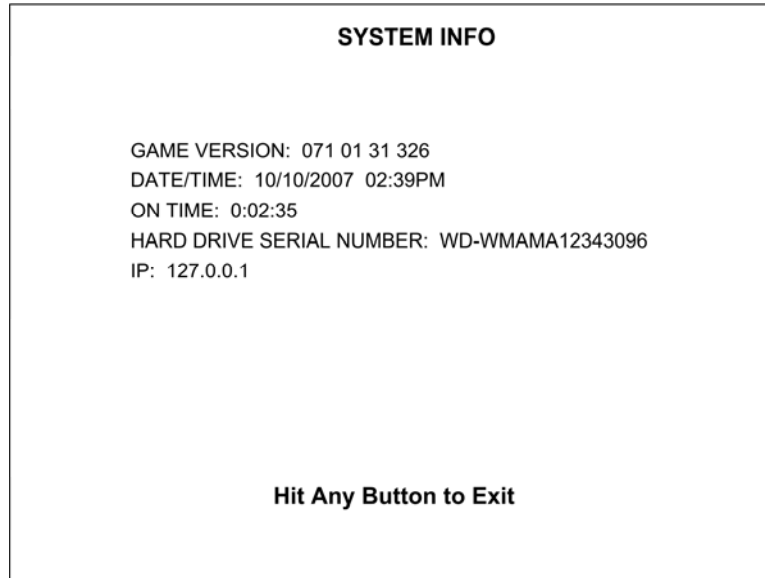 SYSTEM INFO
GAME VERSION: 071 01 31 326
DATE/TIME: 10/10/2007 02:39PM
ON TIME: 0:02:35
HARD DRIVE SERIAL NUMBER: WD-WMAMA12343096
IP: 127.0.0.1
Hit Any Button to Exit